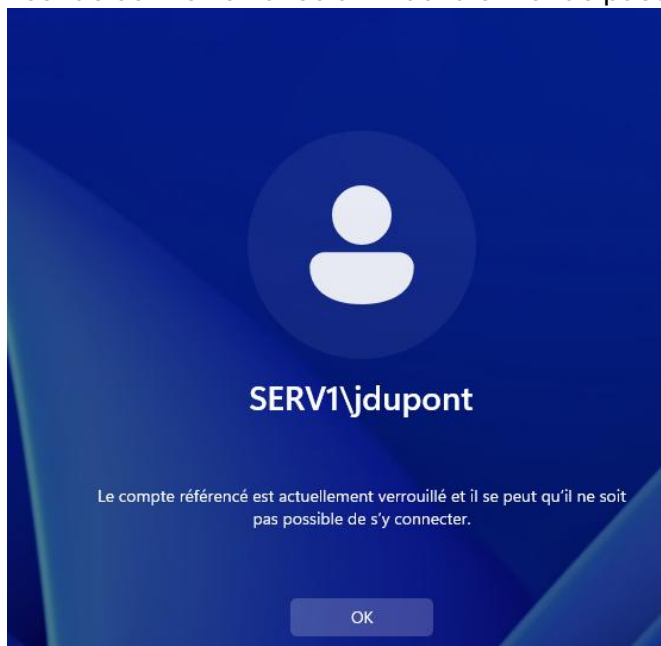 SERV1\jdupont
Le compte référencé est actuellement verrouillé et il se peut qu'il ne soit
pas possible de s'y connecter.
OK